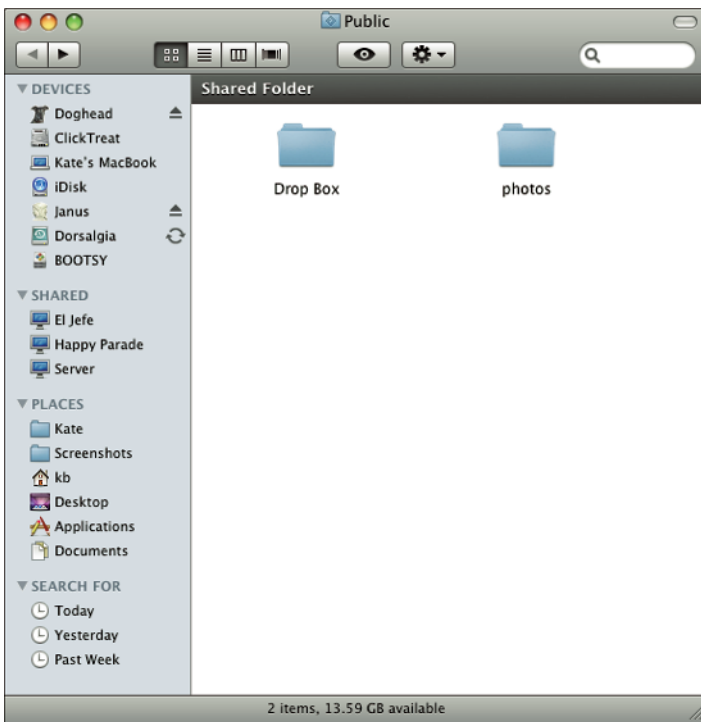 Public
DEVICES
Doghead
ClickTreat
Kate's MacBook
iDisk
Janus
Dorsalgia
BOOTSY
SHARED
El Jefe
Happy Parade
Server
PLACES
Kate
Screenshots
kb
Desktop
Applications
Documents
SEARCH FOR
Today
Yesterday
Past Week
Shared Folder
Drop Box
photos
2 items, 13.59 GB available